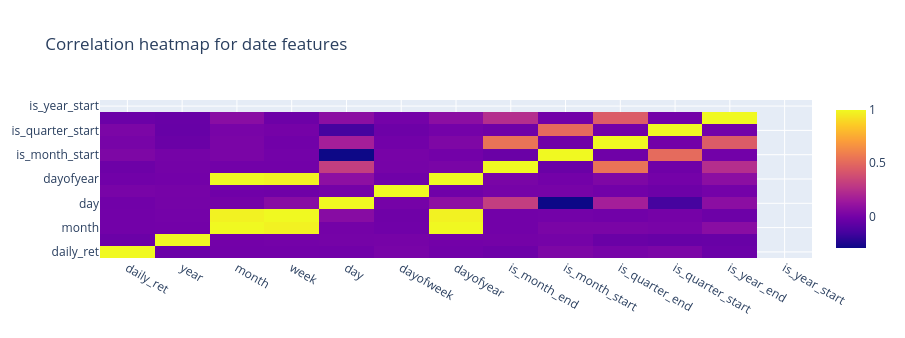 Correlation heatmap for date features
is_year_start
is_quarter_start
is_month_start
dayofyear
day
month
daily_ret
daily_ret
year
month
week
day
dayofweek
dayofyear
is_month_end
is_month_start
is_quarter_end
is_quarter_start
is_year_end
is_year_start
1
0.5
0